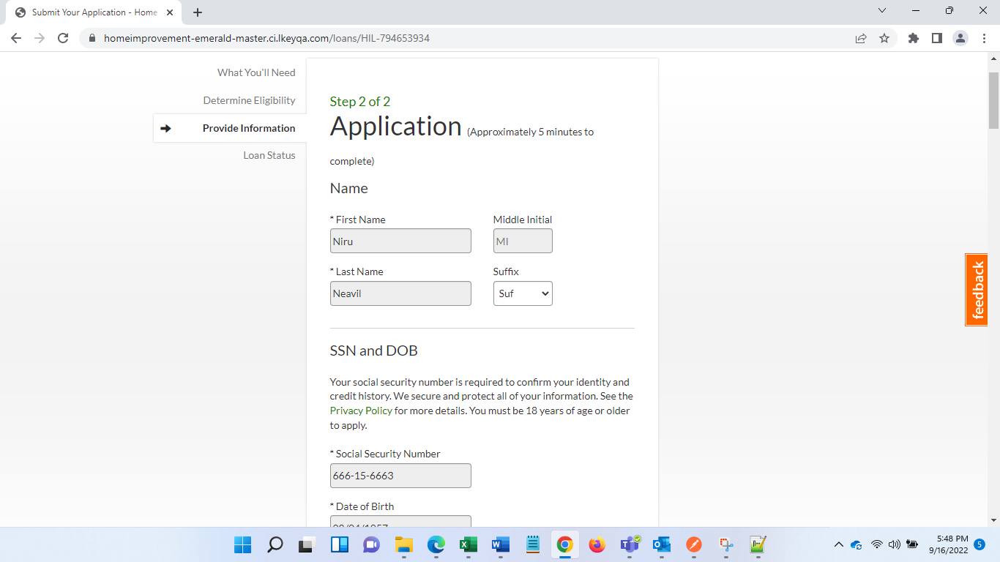 Submit Your Application - Home
homeimprovement-emerald-master.ci.lkeyqa.com/loans/HIL-794653934
What You'll Need
Determine Eligibility
Provide Information
Loan Status
Step 2 of 2
Application (Approximately 5 minutes to
complete)
Name
* First Name Middle Initial
Niru MI
* Last Name Suffix
Neavil Suf
SSN and DOB
Your social security number is required to confirm your identity and
credit history. We secure and protect all of your information. See the
Privacy Policy for more details. You must be 18 years of age or older
to apply.
* Social Security Number
666-15-6663
* Date of Birth
feedback
5:48 PM
9/16/2022
5